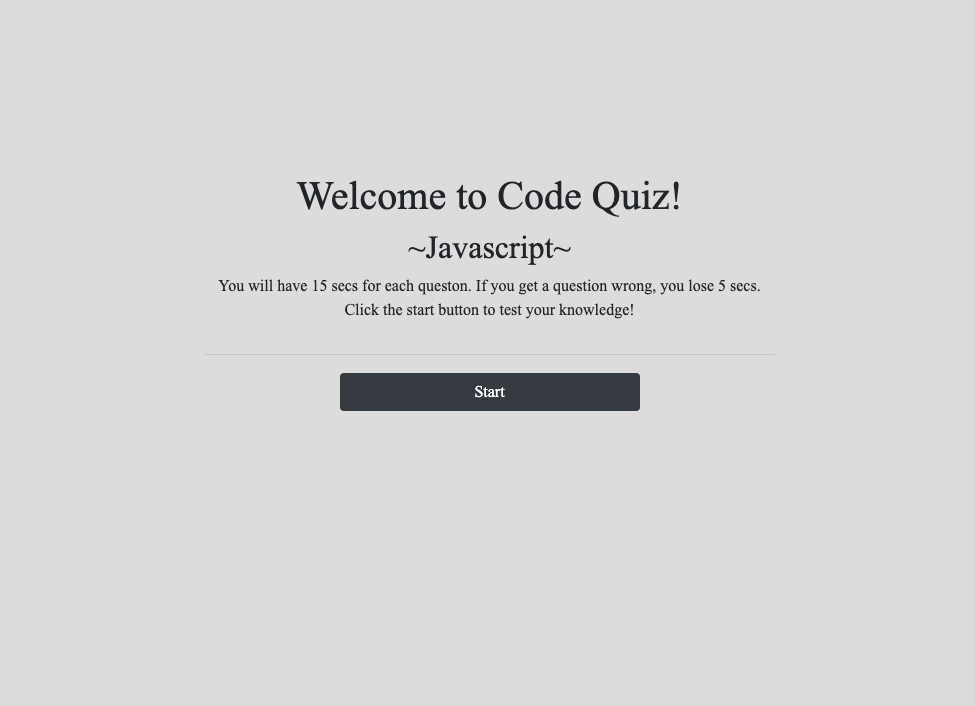 Welcome to Code Quiz!
~Javascript~
You will have 15 secs for each queston. If you get a question wrong, you lose 5 secs.
Click the start button to test your knowledge!
Start